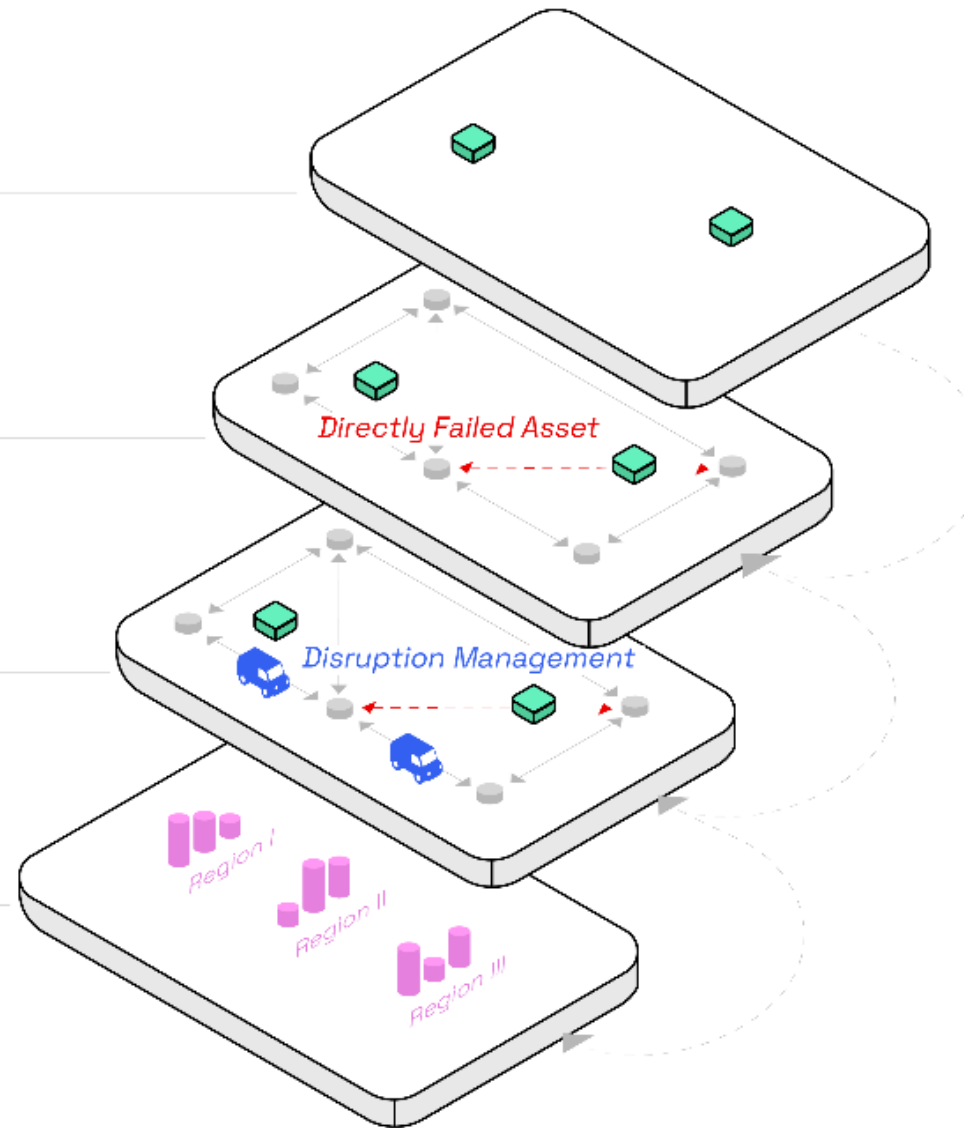 Directly Failed Asset
Disruption Management
Region I
Region II
Region III